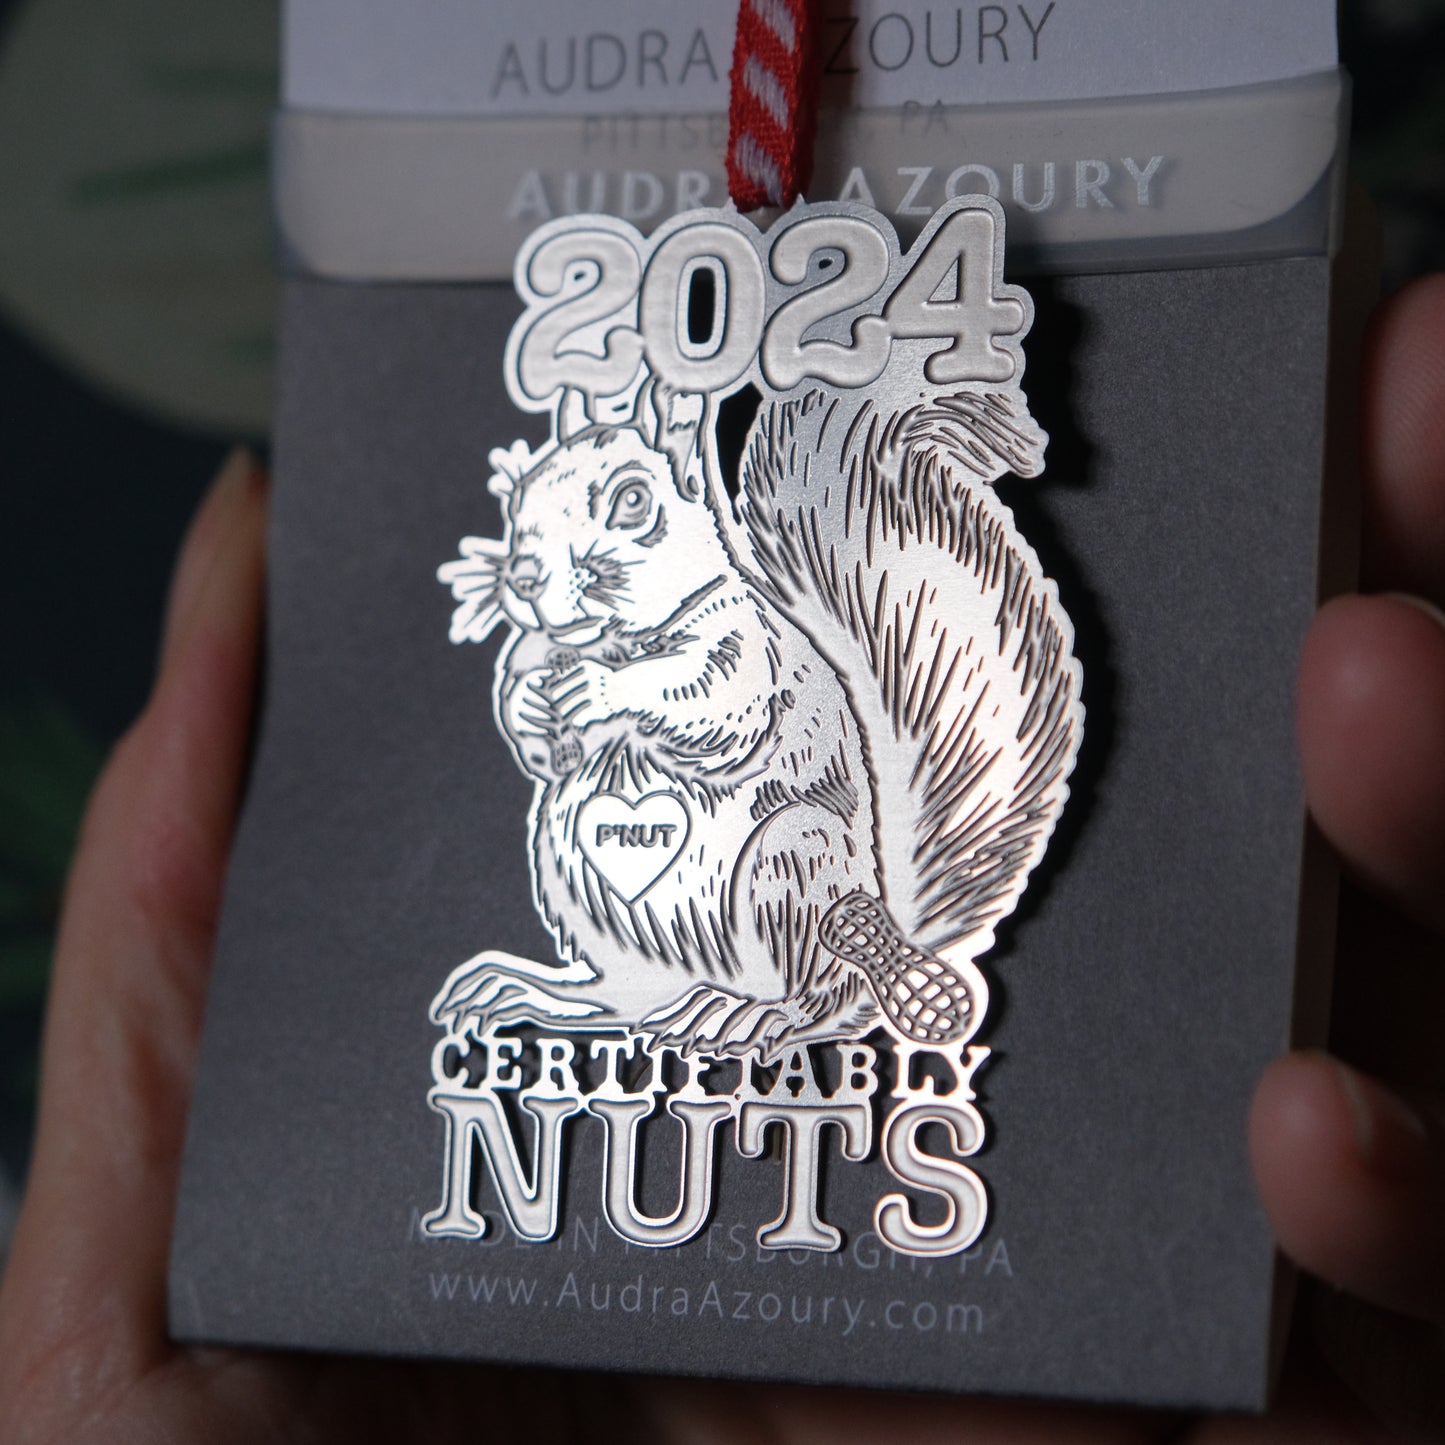 AUDRA AZOURY
PITTSBURGH, PA
AUDRA AZOURY
2024
P'NUT
CERTIFIABLY
NUTS
MADE IN PITTSBURGH, PA
www.AudraAzoury.com